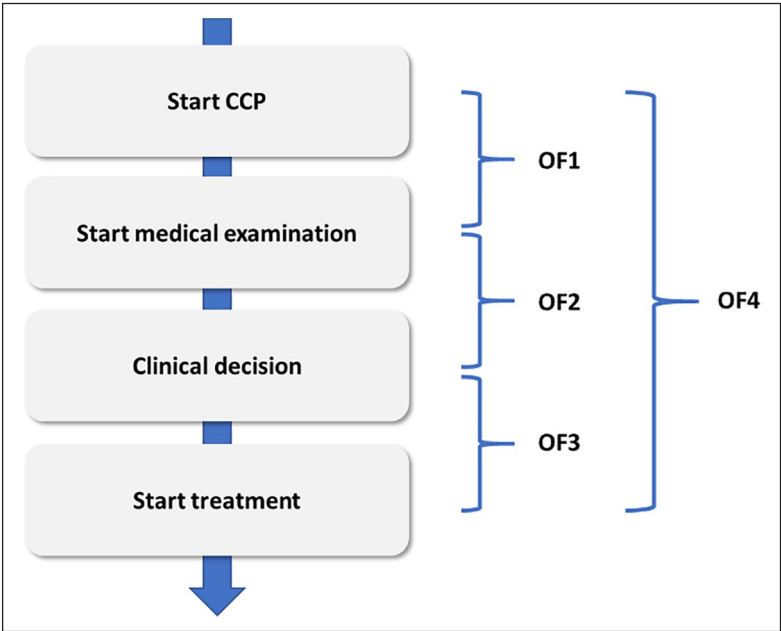 Start CCP
OF1
Start medical examination
OF2
OF4
Clinical decision
OF3
Start treatment